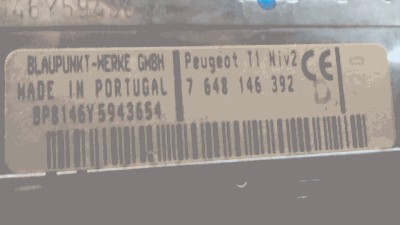 BLAUPUNKT-WERKE GMBH
MADE IN PORTUGAL
BP8146Y5943654
Peugeot T1 Niv2
7 648 146 392
CE